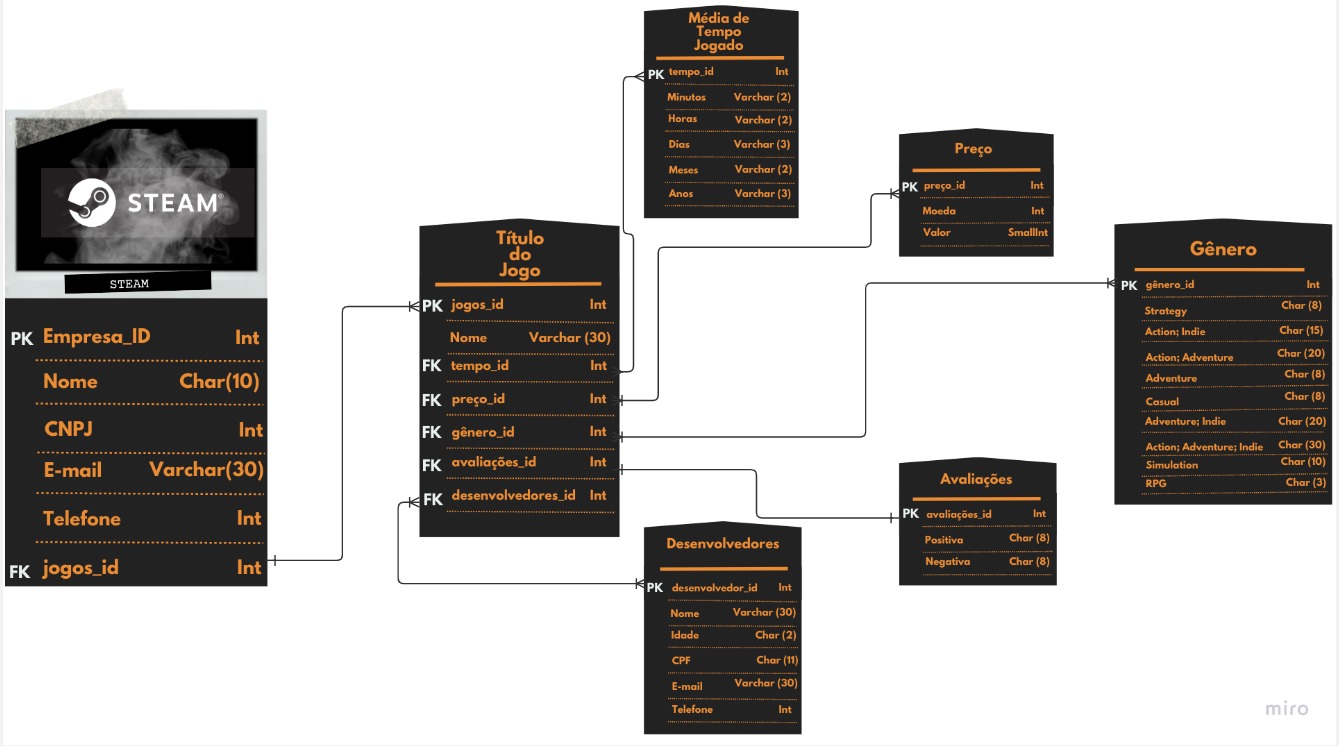 STEAM®
STEAM
PK Empresa_ID Int
Nome Char(10)
CNPJ Int
E-mail Varchar(30)
Telefone Int
FK jogos_id Int
Título
do
Jogo
PK jogos_id Int
Nome Varchar (30)
FK tempo_id Int
FK preço_id Int
FK gênero_id Int
FK avaliações_id Int
FK desenvolvedores_id Int
Média de
Tempo
Jogado
PK tempo_id Int
Minutos Varchar (2)
Horas Varchar (2)
Dias Varchar (3)
Meses Varchar (2)
Anos Varchar (3)
Desenvolvedores
PK desenvolvedor_id Int
Nome Varchar (30)
Idade Char (2)
CPF Char (11)
E-mail Varchar (30)
Telefone Int
Preço
PK preço_id Int
Moeda Int
Valor SmallInt
Avaliações
PK avaliações_id Int
Positiva Char (8)
Negativa Char (8)
Gênero
PK gênero_id Int
Strategy Char (8)
Action; Indie Char (15)
Action; Adventure Char (20)
Adventure Char (8)
Casual Char (8)
Adventure; Indie Char (20)
Action; Adventure; Indie Char (30)
Simulation Char (10)
RPG Char (3)
miro